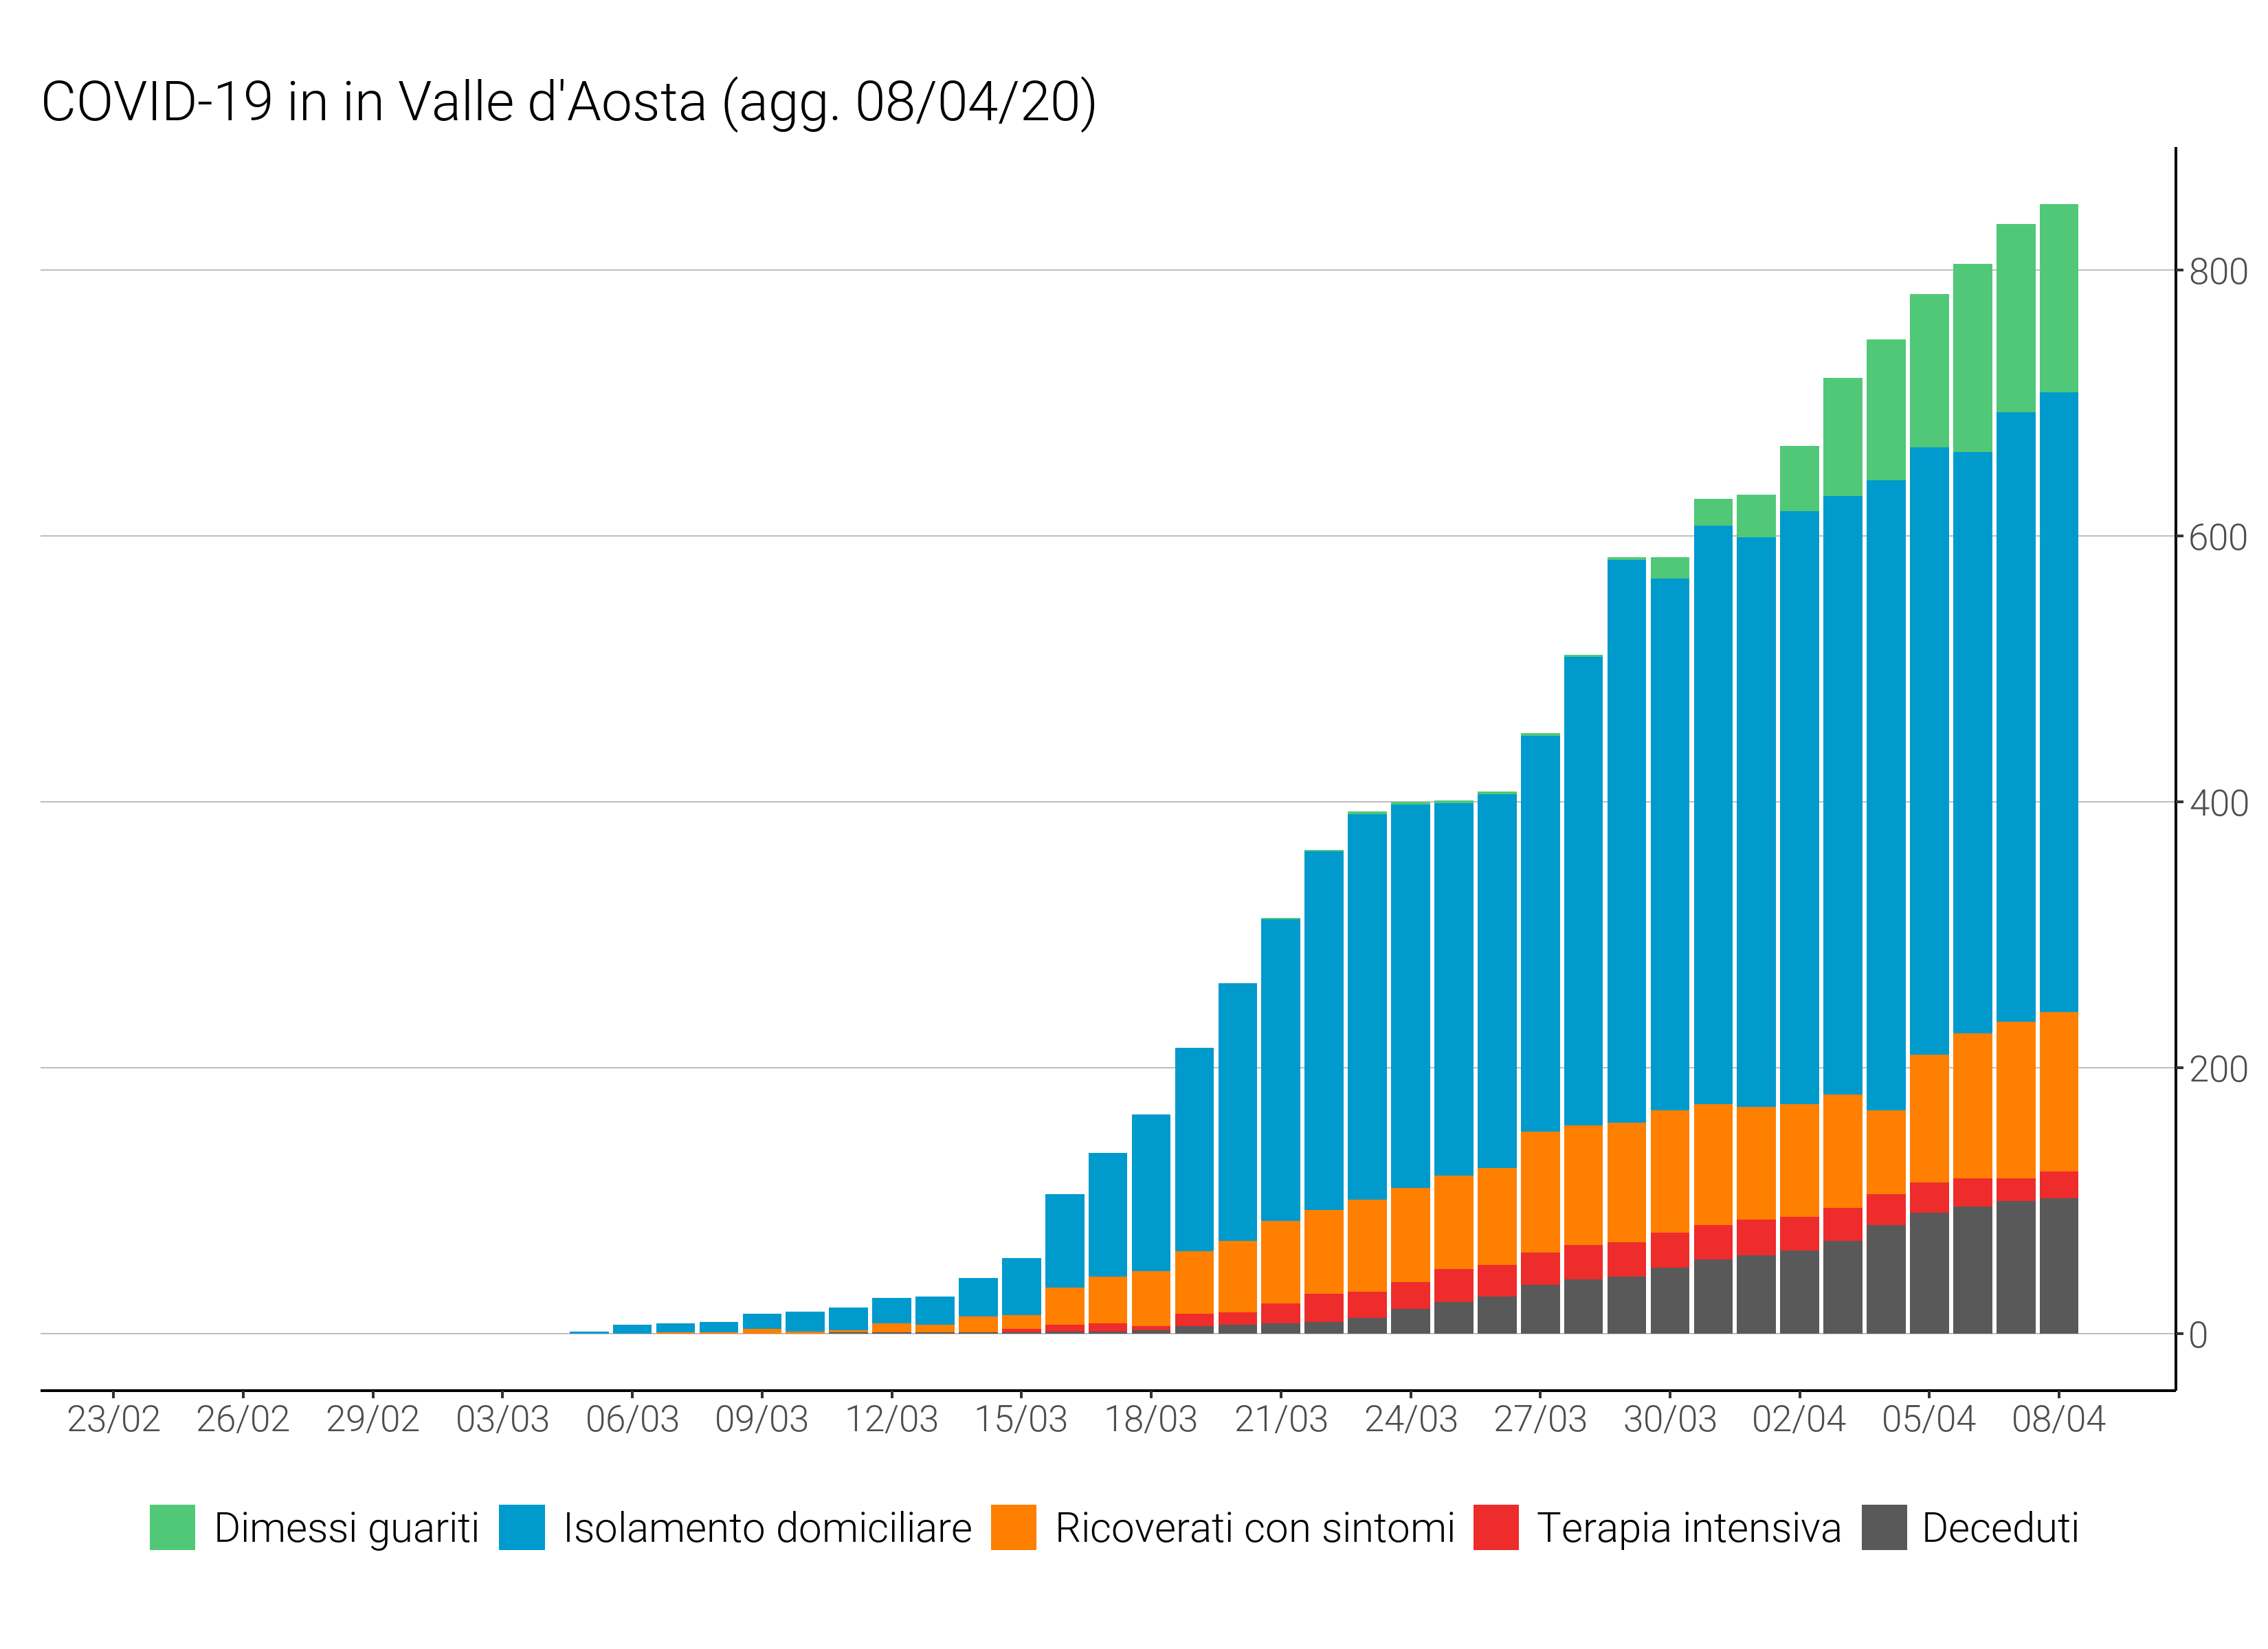 COVID-19 in in Valle d'Aosta (agg. 08/04/20)
800
600
400
200
0
23/02 26/02 29/02 03/03 06/03 09/03 12/03 15/03 18/03 21/03 24/03 27/03 30/03 02/04 05/04 08/04
Dimessi guariti Isolamento domiciliare Ricoverati con sintomi Terapia intensiva Deceduti